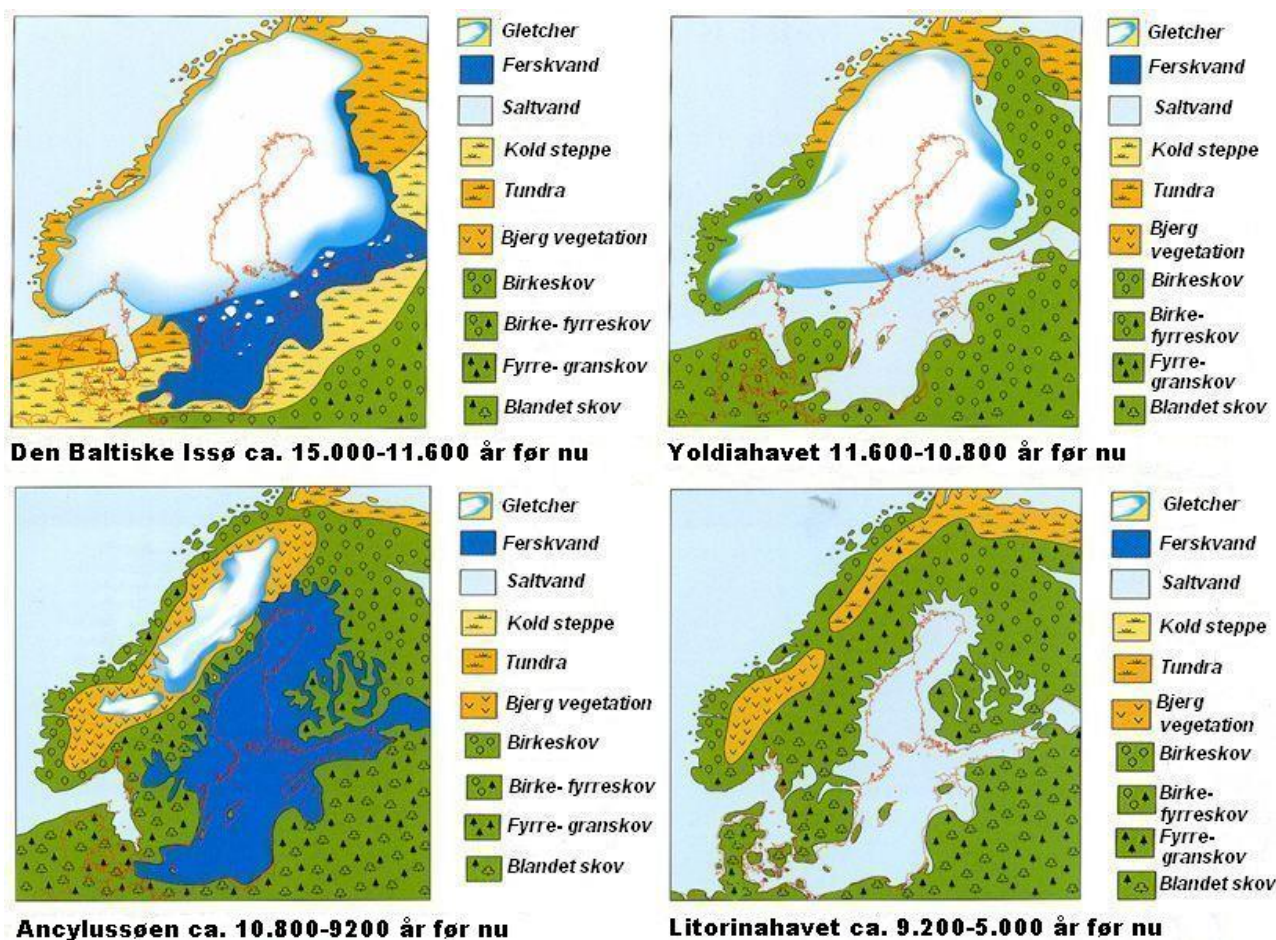 Gletcher
Ferskvand
Saltvand
Kold steppe
Tundra
Bjerg vegetation
Birkeskov
Birke- fyrreskov
Fyrre- granskov
Blandet skov
Den Baltiske Issø ca. 15.000-11.600 år før nu
Gletcher
Ferskvand
Saltvand
Kold steppe
Tundra
Bjerg
vegetation
Birkeskov
Birke-
fyrreskov
Fyrre-
granskov
Blandet skov
Yoldiahavet 11.600-10.800 år før nu
Gletcher
Ferskvand
Saltvand
Kold steppe
Tundra
Bjerg vegetation
Birkeskov
Birke- fyrreskov
Fyrre- granskov
Blandet skov
Ancylussøen ca. 10.800-9200 år før nu
Gletcher
Ferskvand
Saltvand
Kold steppe
Tundra
Bjerg
vegetation
Birkeskov
Birke-
fyrreskov
Fyrre-
granskov
Blandet skov
Litorinahavet ca. 9.200-5.000 år før nu